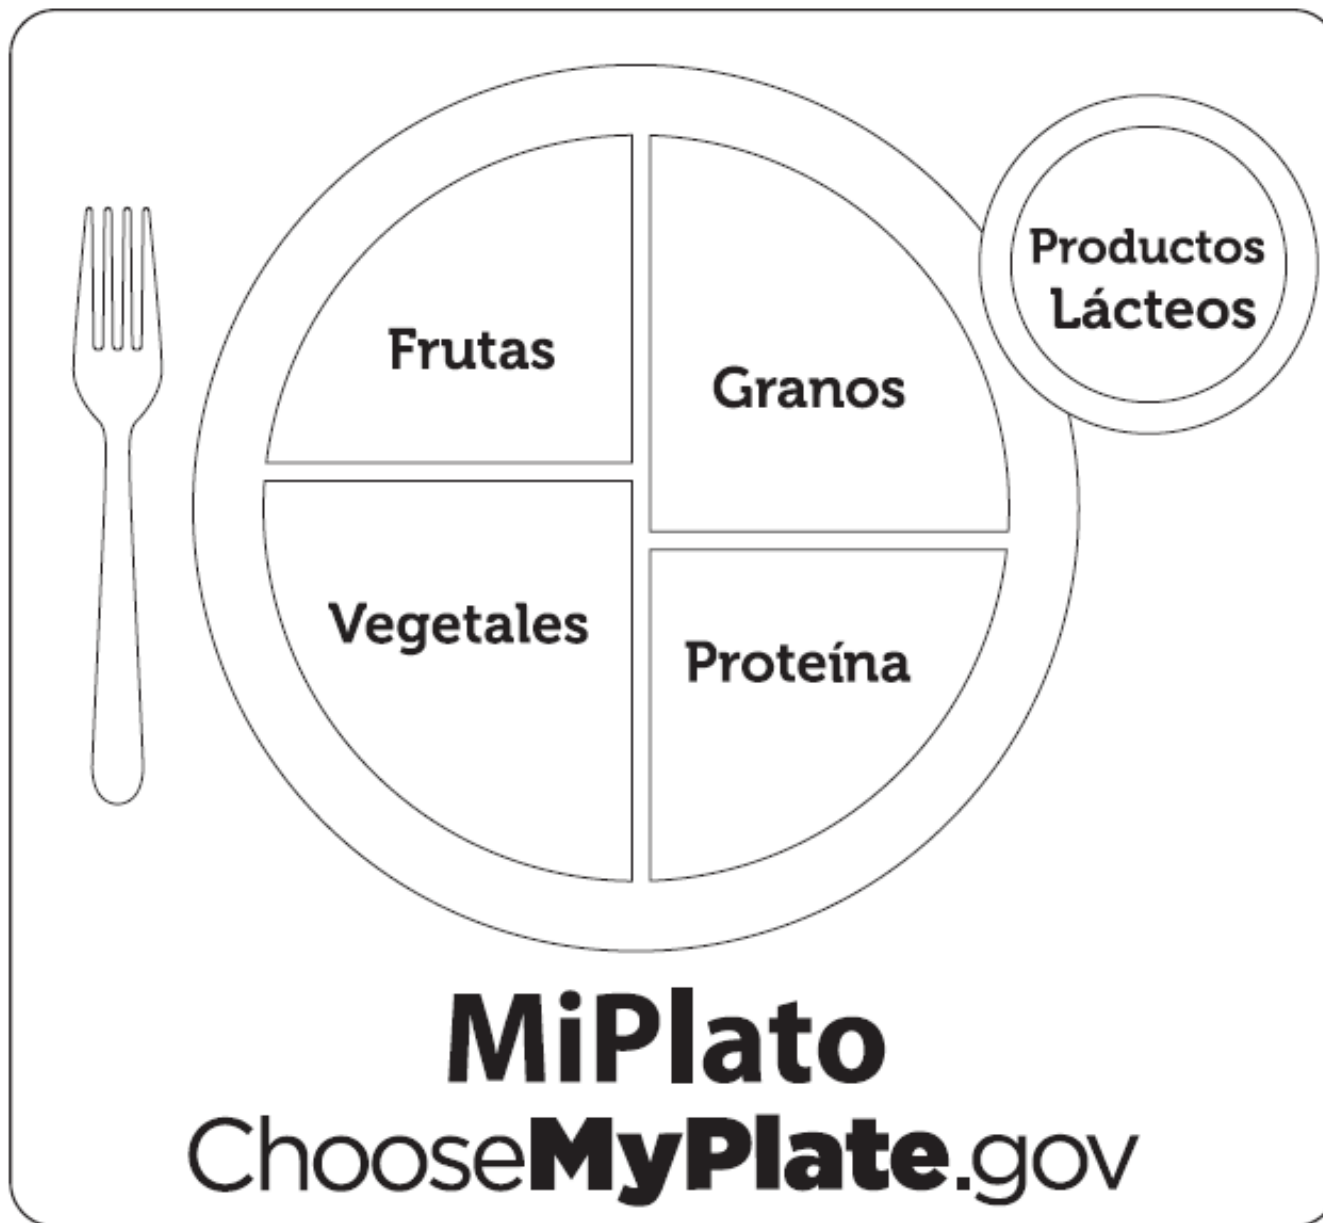 Frutas
Granos
Productos
Lácteos
Vegetales
Proteína
MiPlato
ChooseMyPlate.gov